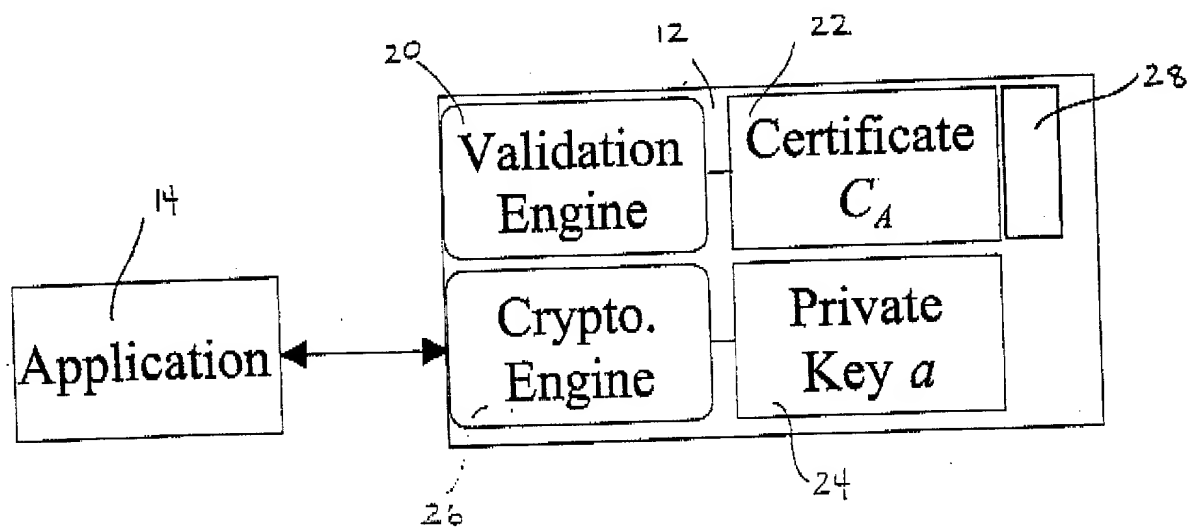 20
12
22
28
Validation
Engine
Certificate
C_A
14
Application
Crypto.
Engine
Private
Key a
26
24